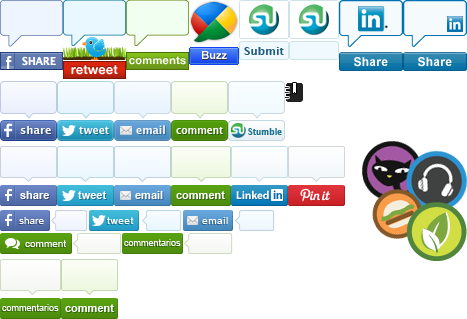 SHARE
retweet
comments
Buzz
Submit
in
Share
in
Share
f share
tweet
email
comment
Stumble
f share
tweet
email
comment
Linked in
Pin it
f share
tweet
email
comment
commentarios
commentarios
comment